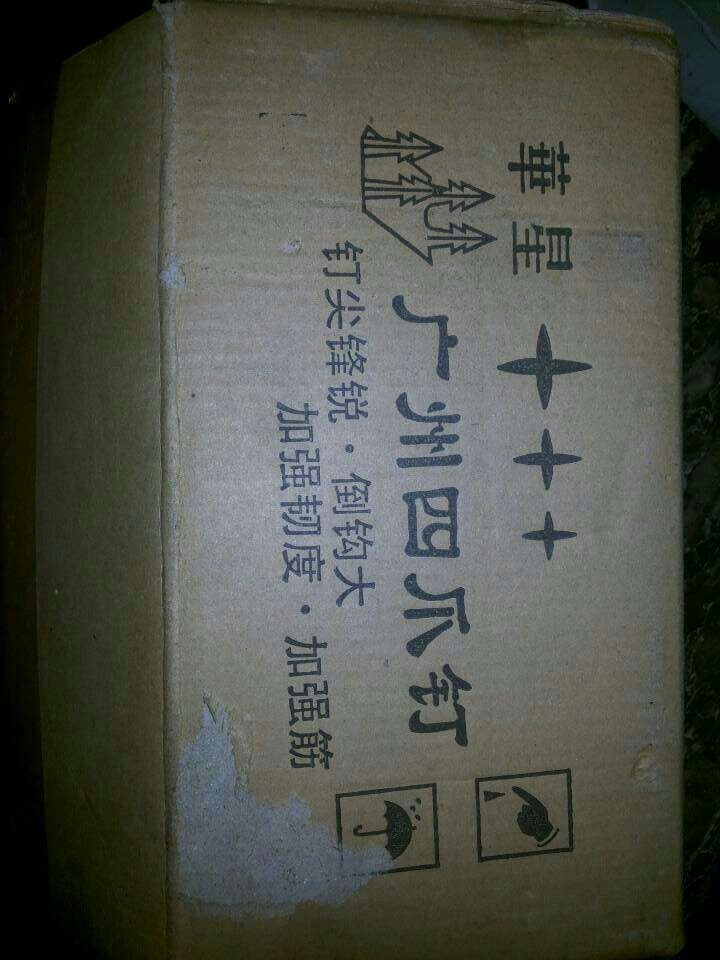 華星
广州四爪钉
钉尖锋锐·倒钩大
加强韧度·加强筋